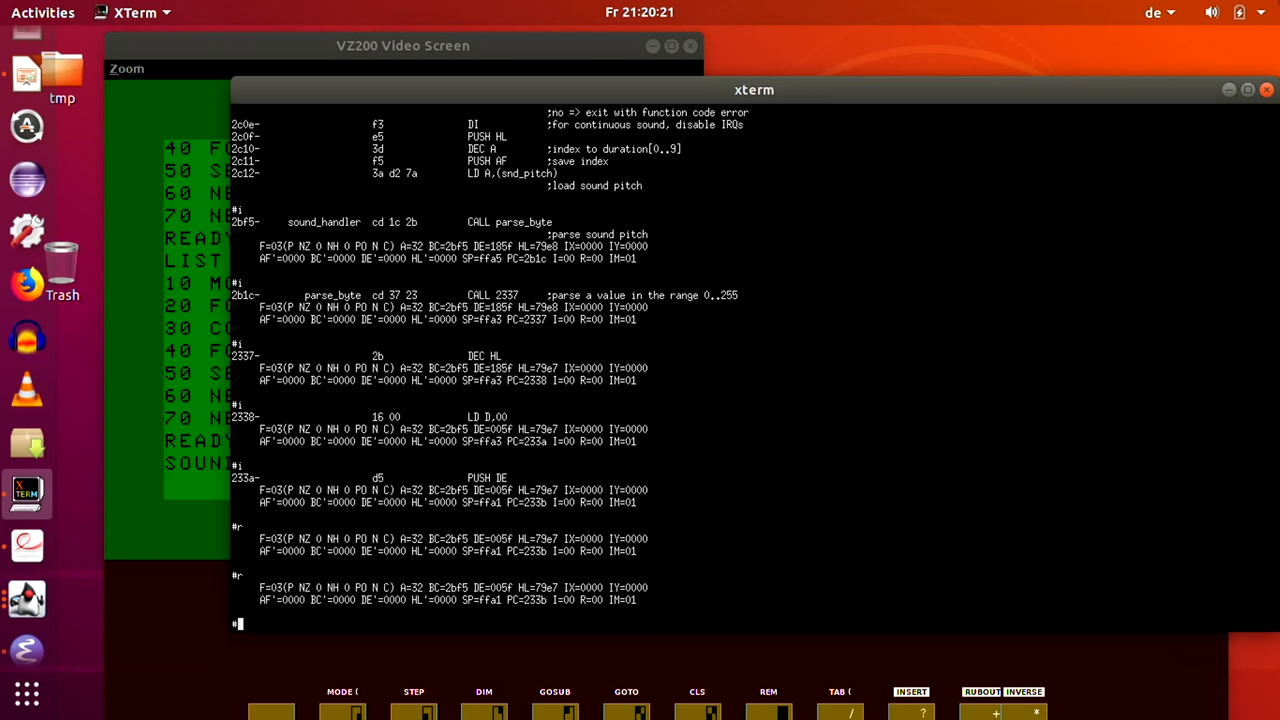 Activities
XTerm
Fr 21:20:21
de
tmp
Trash
VZ200 Video Screen
Zoom
40 FO
50 SE
60 NE
70 NE
READY
LIST
10 MO
20 FO
30 CO
40 FO
50 SE
60 NE
70 NE
READY
SOUND
xterm
;no => exit with function code error
2c0e- f3 DI ;for continuous sound, disable IRQs
2c0f- e5 PUSH HL
2c10- 3d DEC A ;index to duration[0..9]
2c11- f5 PUSH AF ;save index
2c12- 3a d2 7a LD A,(snd_pitch)
;load sound pitch
#i
2bf5- sound_handler cd 1c 2b CALL parse_byte
;parse sound pitch
F=03(P NZ 0 NH 0 PO N C) A=32 BC=2bf5 DE=185f HL=79e8 IX=0000 IY=0000
AF'=0000 BC'=0000 DE'=0000 HL'=0000 SP=ffa5 PC=2b1c I=00 R=00 IM=01
#i
2b1c- parse_byte cd 37 23 CALL 2337 ;parse a value in the range 0..255
F=03(P NZ 0 NH 0 PO N C) A=32 BC=2bf5 DE=185f HL=79e8 IX=0000 IY=0000
AF'=0000 BC'=0000 DE'=0000 HL'=0000 SP=ffa3 PC=2337 I=00 R=00 IM=01
#i
2337- 2b DEC HL
F=03(P NZ 0 NH 0 PO N C) A=32 BC=2bf5 DE=185f HL=79e7 IX=0000 IY=0000
AF'=0000 BC'=0000 DE'=0000 HL'=0000 SP=ffa3 PC=2338 I=00 R=00 IM=01
#i
2338- 16 00 LD D,00
F=03(P NZ 0 NH 0 PO N C) A=32 BC=2bf5 DE=005f HL=79e7 IX=0000 IY=0000
AF'=0000 BC'=0000 DE'=0000 HL'=0000 SP=ffa3 PC=233a I=00 R=00 IM=01
#i
233a- d5 PUSH DE
F=03(P NZ 0 NH 0 PO N C) A=32 BC=2bf5 DE=005f HL=79e7 IX=0000 IY=0000
AF'=0000 BC'=0000 DE'=0000 HL'=0000 SP=ffa1 PC=233b I=00 R=00 IM=01
#r
F=03(P NZ 0 NH 0 PO N C) A=32 BC=2bf5 DE=005f HL=79e7 IX=0000 IY=0000
AF'=0000 BC'=0000 DE'=0000 HL'=0000 SP=ffa1 PC=233b I=00 R=00 IM=01
#r
F=03(P NZ 0 NH 0 PO N C) A=32 BC=2bf5 DE=005f HL=79e7 IX=0000 IY=0000
AF'=0000 BC'=0000 DE'=0000 HL'=0000 SP=ffa1 PC=233b I=00 R=00 IM=01
#
X
TERM
MODE ( STEP DIM GOSUB GOTO CLS REM TAB ( INSERT RUBOUT INVERSE
/ ? + *